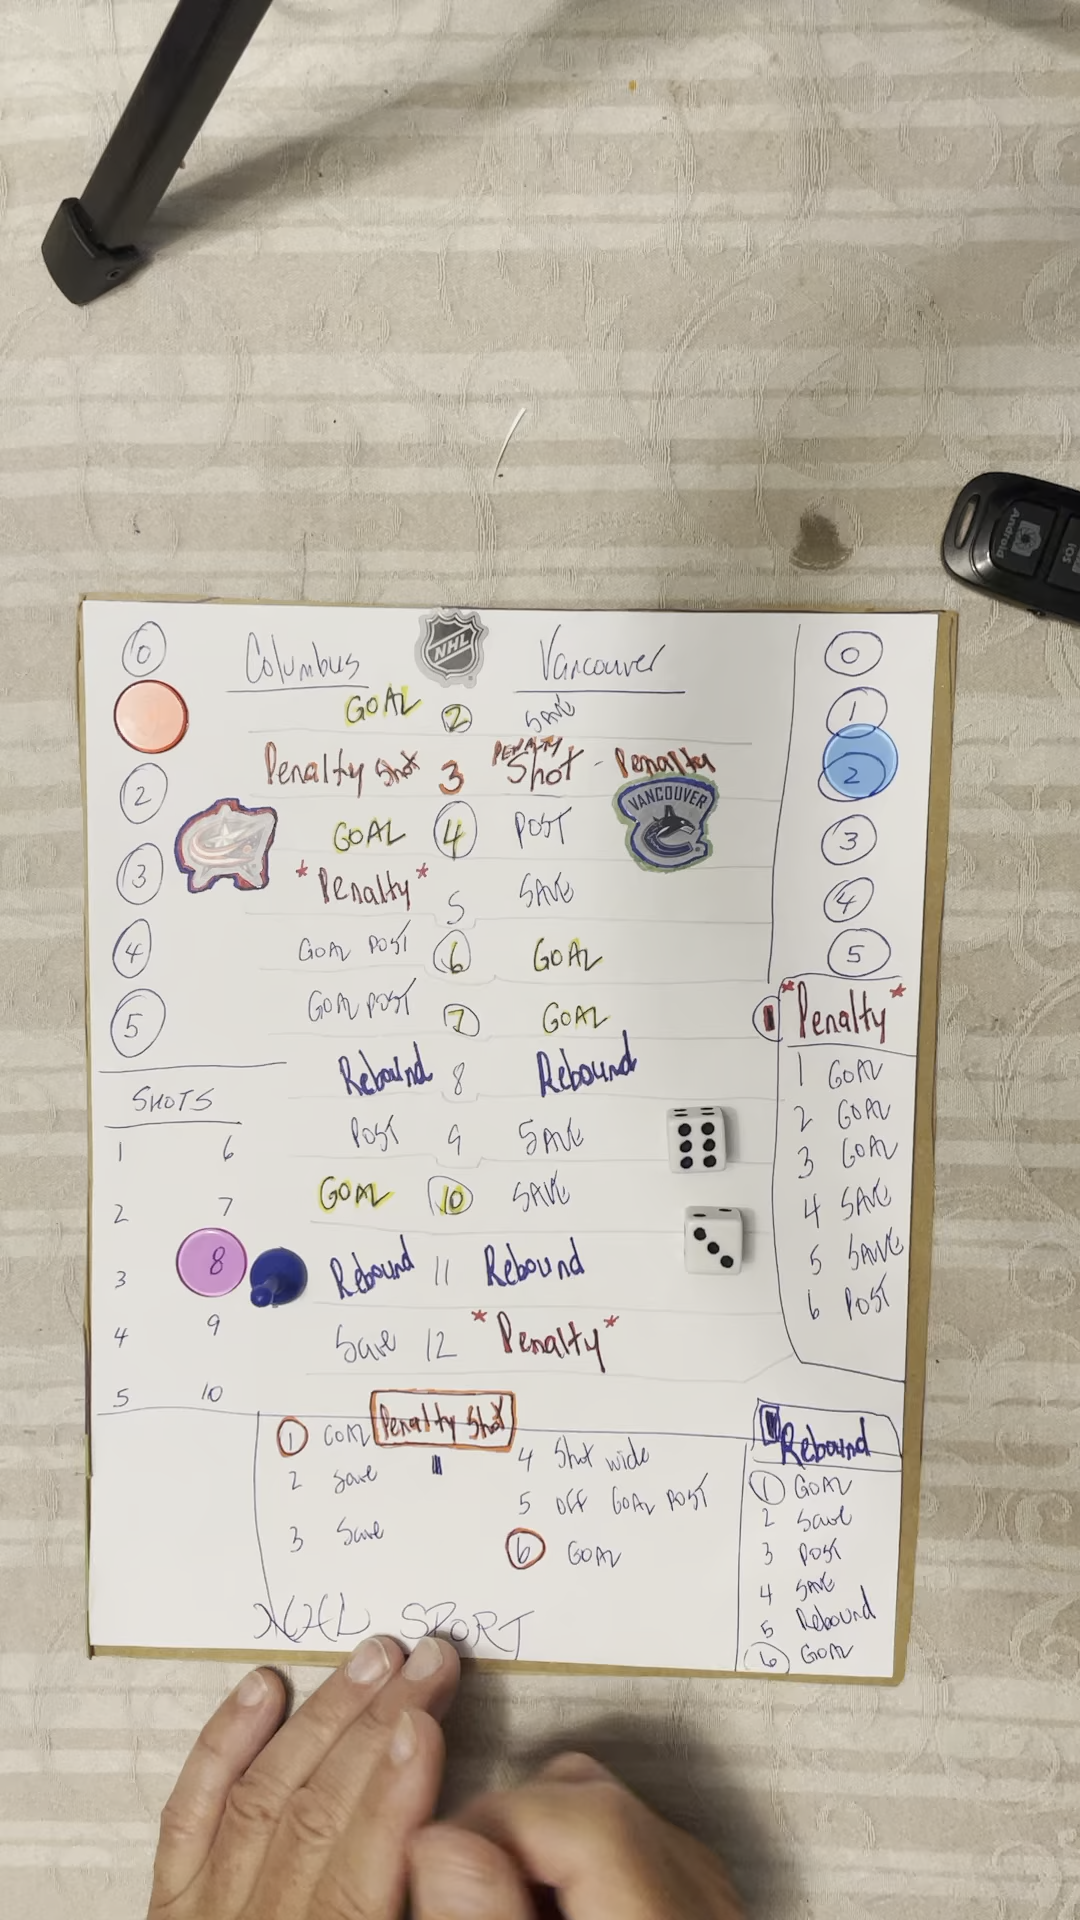 0 Columbus NHL Vancouver 0
GOAL 2 SAVE 1
Penalty Shot 3 PENALTY Shot - Penalty 2
2 GOAL 4 POST VANCOUVER 3
3 *Penalty* 5 SAVE 4
4 GOAL POST 6 GOAL 5
5 GOAL POST 7 GOAL
Rebound 8 Rebound
POST 9 SAVE
GOAL 10 SAVE
Rebound 11 Rebound
Save 12 *Penalty*
SHOTS
1 6
2 7
3 8
4 9
5 10
*Penalty*
1 GOAL
2 GOAL
3 GOAL
4 SAVE
5 SAVE
6 POST
Penalty Shot
1 GOAL 4 Shot wide
2 Save 5 OFF GOAL POST
3 Save 6 GOAL
Rebound
1 GOAL
2 Save
3 POST
4 SAVE
5 Rebound
6 GOAL
NHL SPORT
Android
iOS